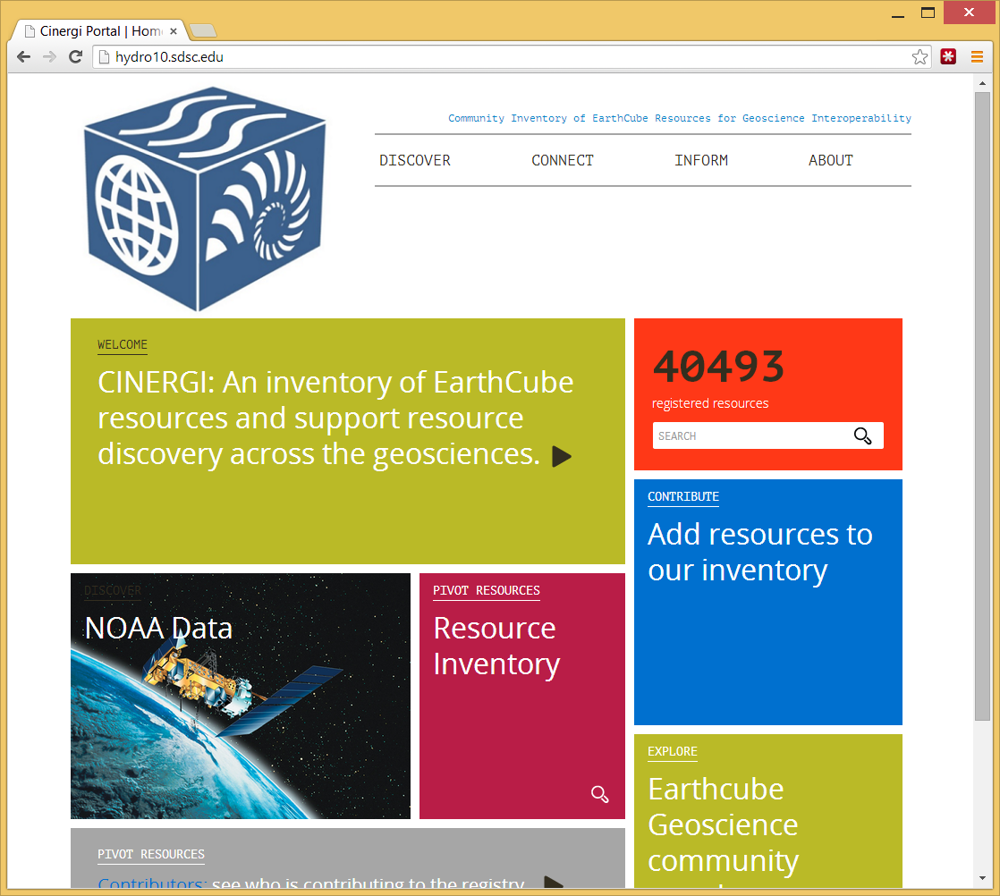 Cinergi Portal | Hom
hydro10.sdsc.edu
Community Inventory of EarthCube Resources for Geoscience Interoperability
DISCOVER CONNECT INFORM ABOUT
WELCOME
CINERGI: An inventory of EarthCube
resources and support resource
discovery across the geosciences.
40493
registered resources
SEARCH
CONTRIBUTE
Add resources to
our inventory
DISCOVER
NOAA Data
PIVOT RESOURCES
Resource
Inventory
EXPLORE
Earthcube
Geoscience
community
PIVOT RESOURCES
Contributors: see who is contributing to the registry